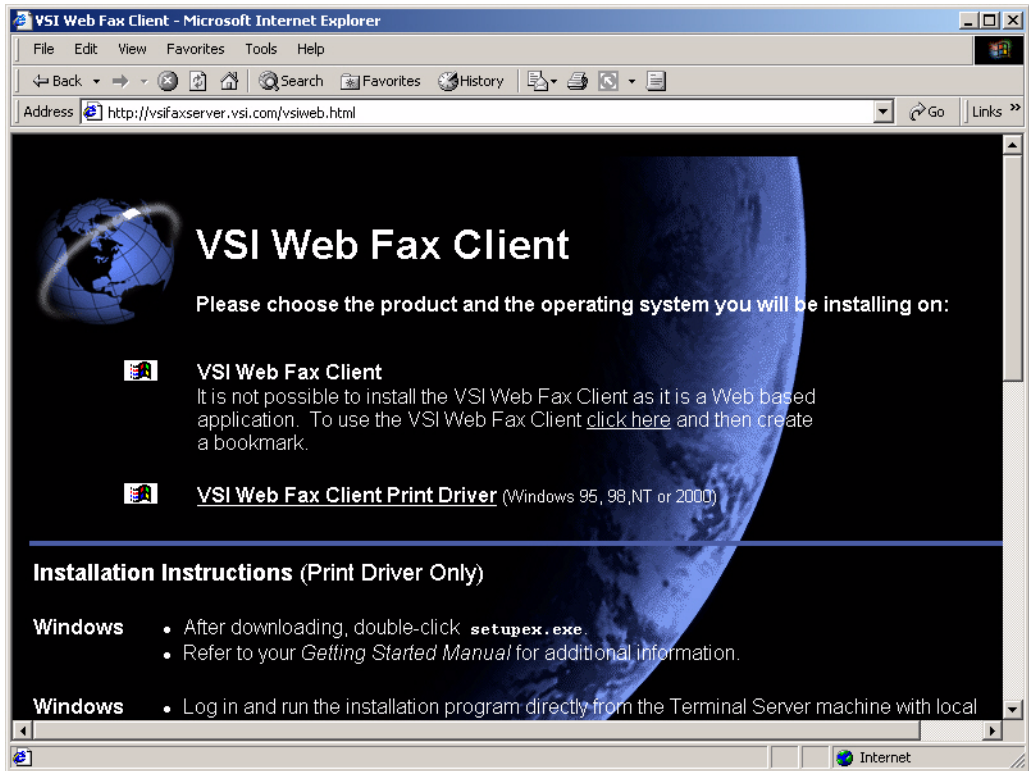 VSI Web Fax Client - Microsoft Internet Explorer
File Edit View Favorites Tools Help
Back Search Favorites History
Address http://vsifaxserver.vsi.com/vsiweb.html Go Links »
VSI Web Fax Client
Please choose the product and the operating system you will be installing on:
VSI Web Fax Client
It is not possible to install the VSI Web Fax Client as it is a Web based
application. To use the VSI Web Fax Client click here and then create
a bookmark.
VSI Web Fax Client Print Driver (Windows 95, 98,NT or 2000)
Installation Instructions (Print Driver Only)
Windows • After downloading, double-click setupex.exe.
• Refer to your Getting Started Manual for additional information.
Windows • Log in and run the installation program directly from the Terminal Server machine with local
Internet